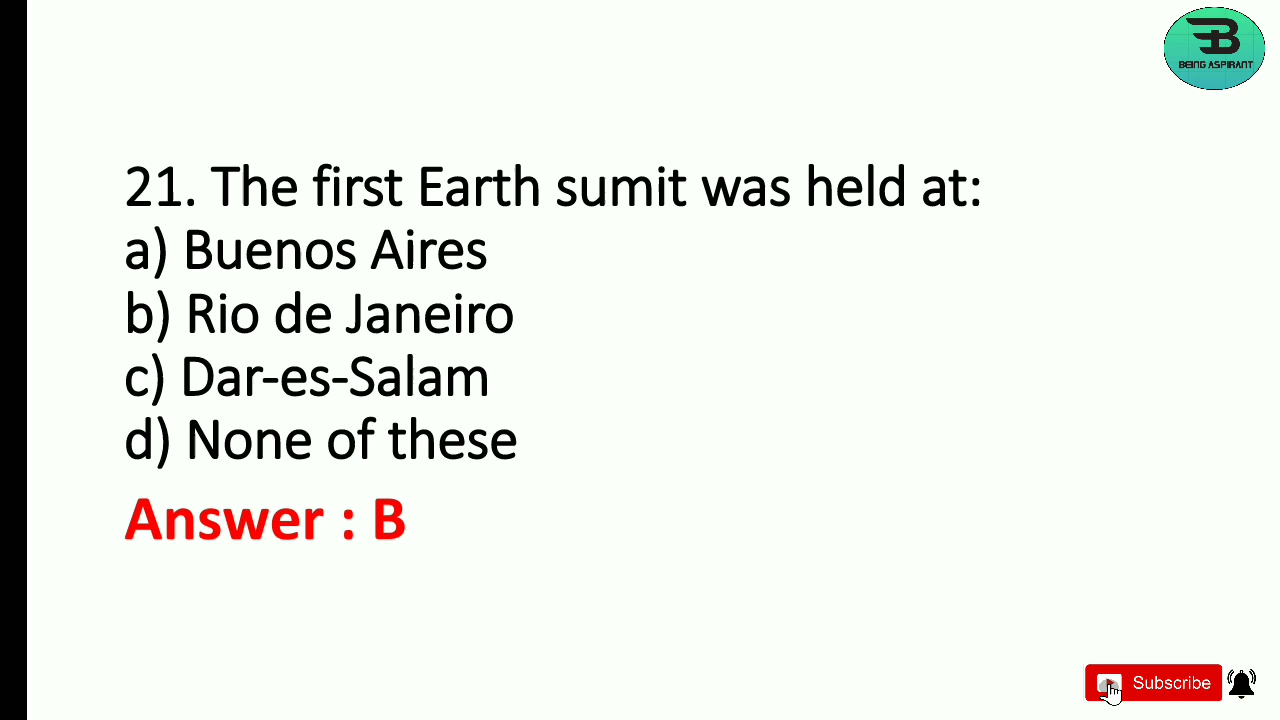 BEING ASPIRANT
21. The first Earth sumit was held at:
a) Buenos Aires
b) Rio de Janeiro
c) Dar-es-Salam
d) None of these
Answer : B
Subscribe